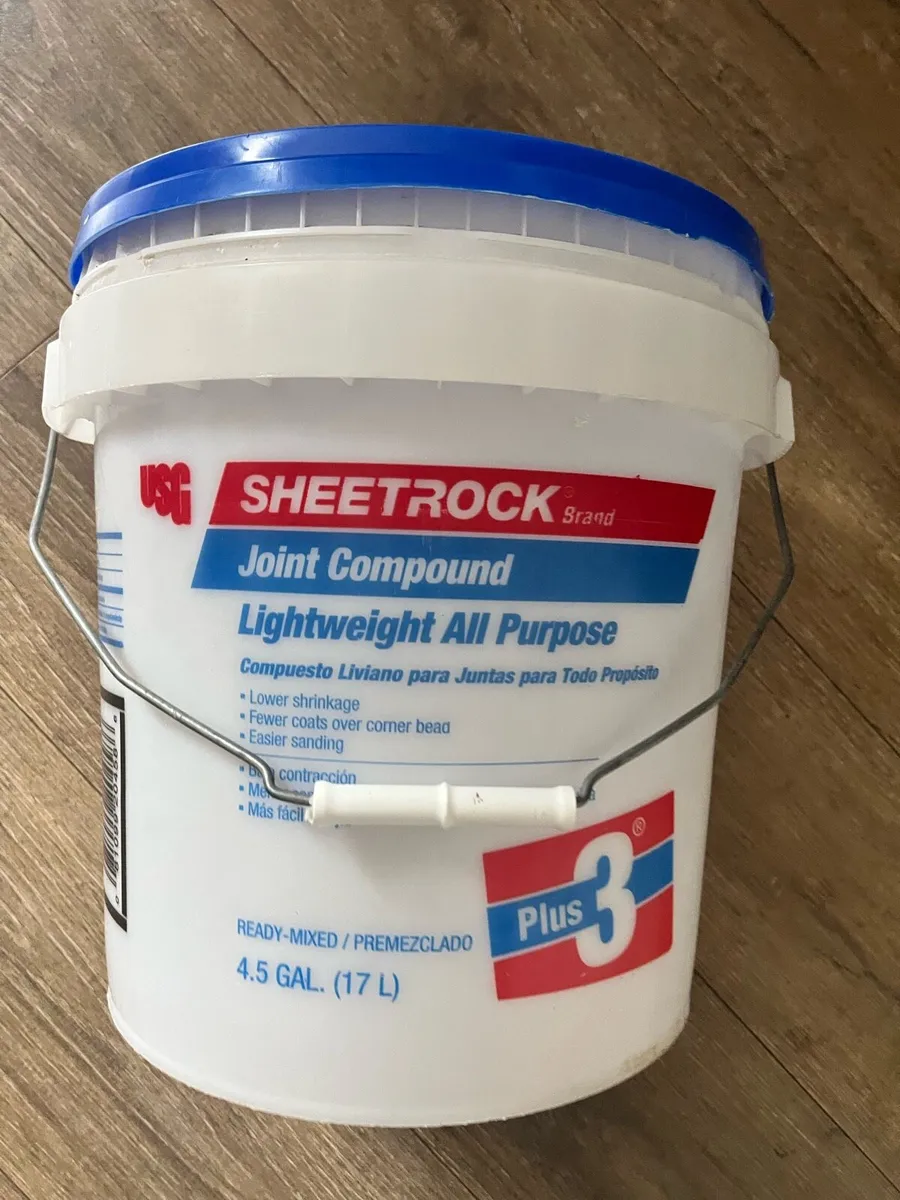 USG
SHEETROCK® Brand
Joint Compound
Lightweight All Purpose
Compuesto Liviano para Juntas para Todo Propósito
▪ Lower shrinkage
▪ Fewer coats over corner bead
▪ Easier sanding
contracción
▪ Más fácil
Plus 3®
READY-MIXED / PREMEZCLADO
4.5 GAL. (17 L)